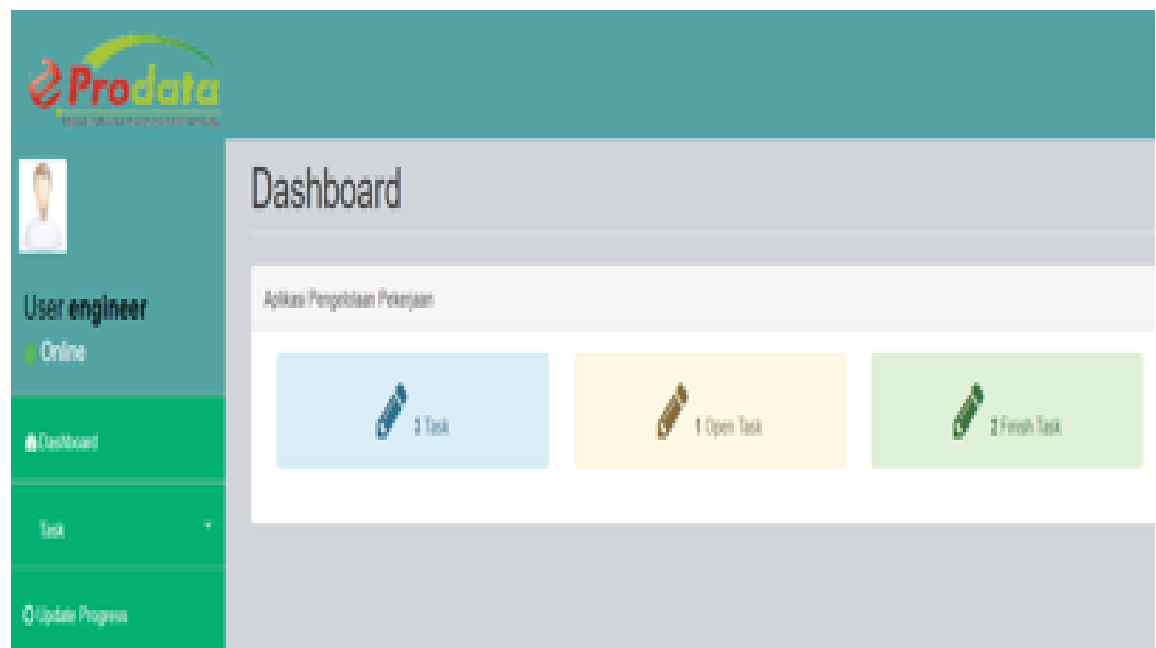 Prodata
Dashboard
User engineer
Online
Aplikasi Pengelolaan Pekerjaan
3 Task
1 Open Task
2 Finish Task
Dashboard
Task
Update Progress